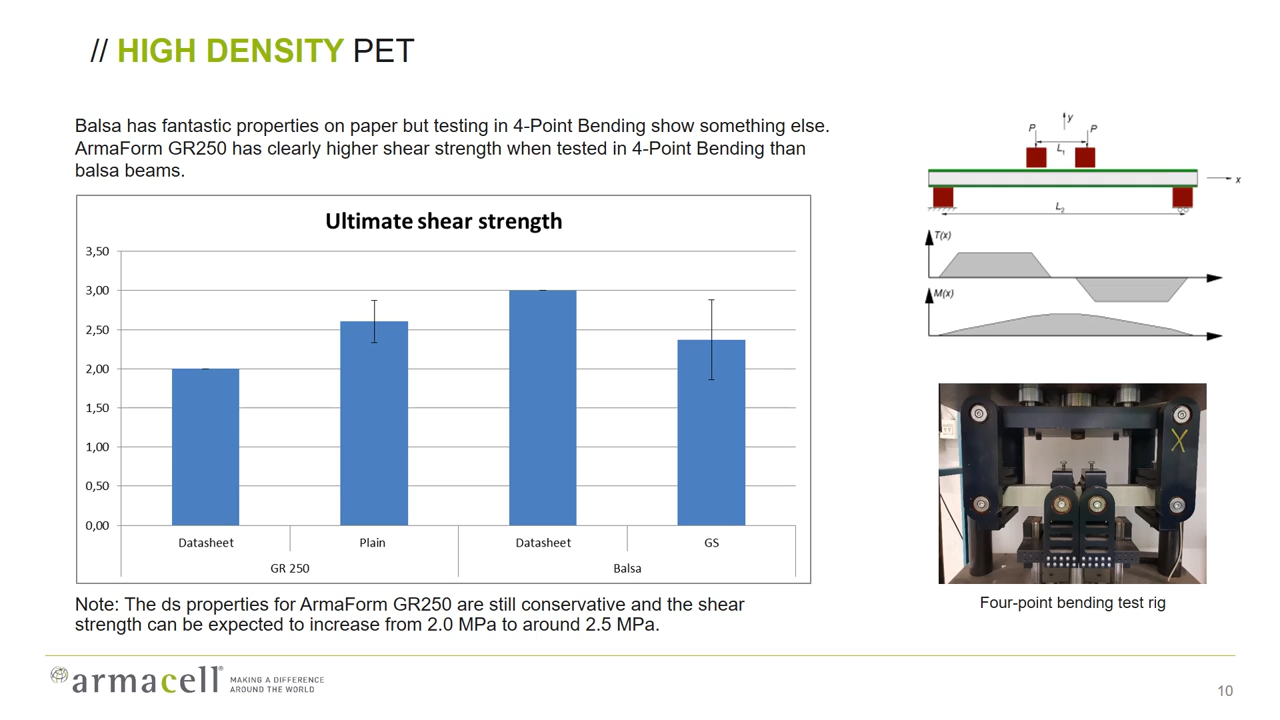 // HIGH DENSITY PET
Balsa has fantastic properties on paper but testing in 4-Point Bending show something else.
ArmaForm GR250 has clearly higher shear strength when tested in 4-Point Bending than
balsa beams.
Ultimate shear strength
3,50
3,00
2,50
2,00
1,50
1,00
0,50
0,00
Datasheet Plain Datasheet GS
GR 250 Balsa
Note: The ds properties for ArmaForm GR250 are still conservative and the shear
strength can be expected to increase from 2.0 MPa to around 2.5 MPa.
y
P P
L1
x
L2
T(x)
M(x)
X
Four-point bending test rig
armacell®
MAKING A DIFFERENCE
AROUND THE WORLD
10